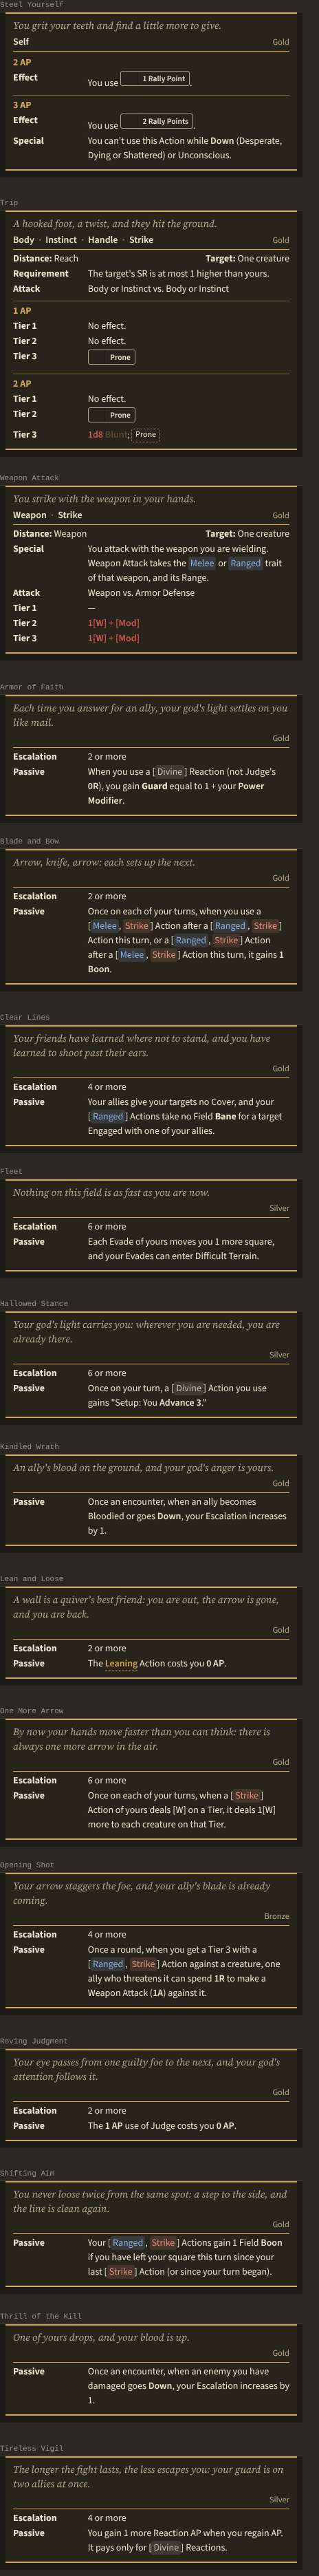 Steel Yourself
You grit your teeth and find a little more to give.
Self Gold
2 AP
Effect You use 1 Rally Point.
3 AP
Effect You use 2 Rally Points.
Special You can't use this Action while Down (Desperate,
Dying or Shattered) or Unconscious.
Trip
A hooked foot, a twist, and they hit the ground.
Body · Instinct · Handle · Strike Gold
Distance: Reach Target: One creature
Requirement The target's SR is at most 1 higher than yours.
Attack Body or Instinct vs. Body or Instinct
1 AP
Tier 1 No effect.
Tier 2 No effect.
Tier 3 Prone
2 AP
Tier 1 No effect.
Tier 2 Prone
Tier 3 1d8 Blunt; Prone
Weapon Attack
You strike with the weapon in your hands.
Weapon · Strike Gold
Distance: Weapon Target: One creature
Special You attack with the weapon you are wielding.
Weapon Attack takes the Melee or Ranged trait
of that weapon, and its Range.
Attack Weapon vs. Armor Defense
Tier 1 —
Tier 2 1[W] + [Mod]
Tier 3 1[W] + [Mod]
Armor of Faith
Each time you answer for an ally, your god's light settles on you
like mail.
Gold
Escalation 2 or more
Passive When you use a [Divine] Reaction (not Judge's
0R), you gain Guard equal to 1 + your Power
Modifier.
Blade and Bow
Arrow, knife, arrow: each sets up the next.
Gold
Escalation 2 or more
Passive Once on each of your turns, when you use a
[Melee, Strike] Action after a [Ranged, Strike]
Action this turn, or a [Ranged, Strike] Action
after a [Melee, Strike] Action this turn, it gains 1
Boon.
Clear Lines
Your friends have learned where not to stand, and you have
learned to shoot past their ears.
Gold
Escalation 4 or more
Passive Your allies give your targets no Cover, and your
[Ranged] Actions take no Field Bane for a target
Engaged with one of your allies.
Fleet
Nothing on this field is as fast as you are now.
Silver
Escalation 6 or more
Passive Each Evade of yours moves you 1 more square,
and your Evades can enter Difficult Terrain.
Hallowed Stance
Your god's light carries you: wherever you are needed, you are
already there.
Silver
Escalation 6 or more
Passive Once on your turn, a [Divine] Action you use
gains "Setup: You Advance 3."
Kindled Wrath
An ally's blood on the ground, and your god's anger is yours.
Gold
Passive Once an encounter, when an ally becomes
Bloodied or goes Down, your Escalation increases
by 1.
Lean and Loose
A wall is a quiver's best friend: you are out, the arrow is gone,
and you are back.
Gold
Escalation 2 or more
Passive The Leaning Action costs you 0 AP.
One More Arrow
By now your hands move faster than you can think: there is
always one more arrow in the air.
Gold
Escalation 6 or more
Passive Once on each of your turns, when a [Strike]
Action of yours deals [W] on a Tier, it deals 1[W]
more to each creature on that Tier.
Opening Shot
Your arrow staggers the foe, and your ally's blade is already
coming.
Bronze
Escalation 4 or more
Passive Once a round, when you get a Tier 3 with a
[Ranged, Strike] Action against a creature, one
ally who threatens it can spend 1R to make a
Weapon Attack (1A) against it.
Roving Judgment
Your eye passes from one guilty foe to the next, and your god's
attention follows it.
Gold
Escalation 2 or more
Passive The 1 AP use of Judge costs you 0 AP.
Shifting Aim
You never loose twice from the same spot: a step to the side, and
the line is clean again.
Gold
Passive Your [Ranged, Strike] Actions gain 1 Field Boon
if you have left your square this turn since your
last [Strike] Action (or since your turn began).
Thrill of the Kill
One of yours drops, and your blood is up.
Gold
Passive Once an encounter, when an enemy you have
damaged goes Down, your Escalation increases by
1.
Tireless Vigil
The longer the fight lasts, the less escapes you: your guard is on
two allies at once.
Silver
Escalation 4 or more
Passive You gain 1 more Reaction AP when you regain AP.
It pays only for [Divine] Reactions.